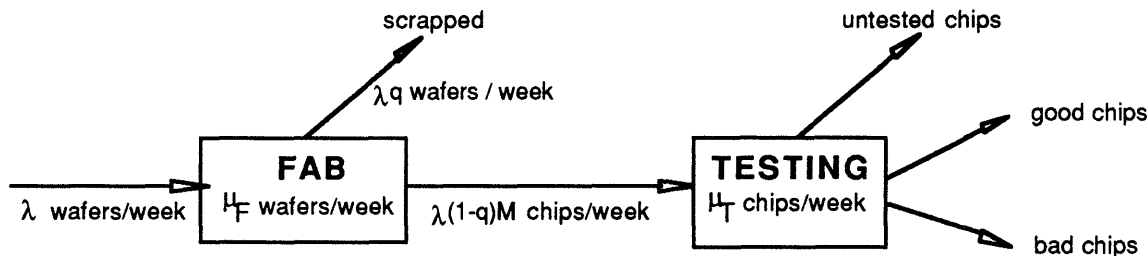 scrapped
untested chips
λq wafers / week
good chips
FAB
μF wafers/week
TESTING
μT chips/week
λ wafers/week
λ(1-q)M chips/week
bad chips